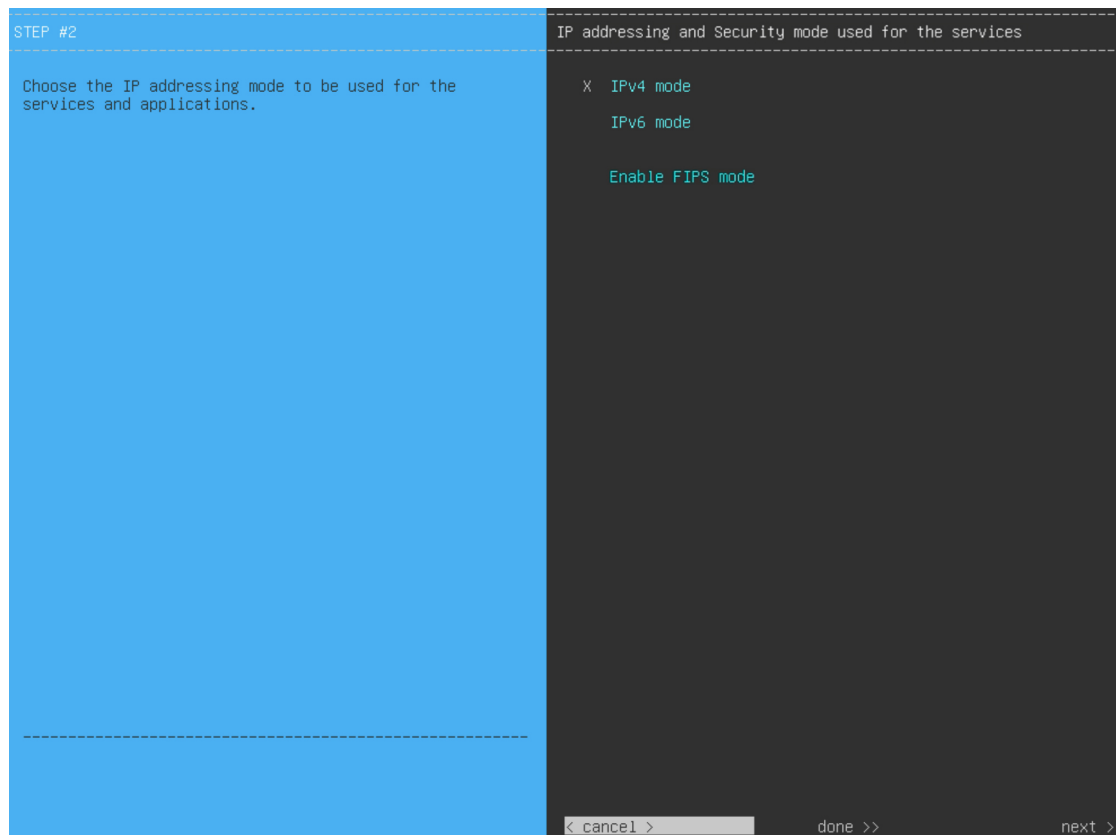 STEP #2
Choose the IP addressing mode to be used for the
services and applications.
IP addressing and Security mode used for the services
X IPv4 mode
IPv6 mode
Enable FIPS mode
< cancel >
done >>
next >